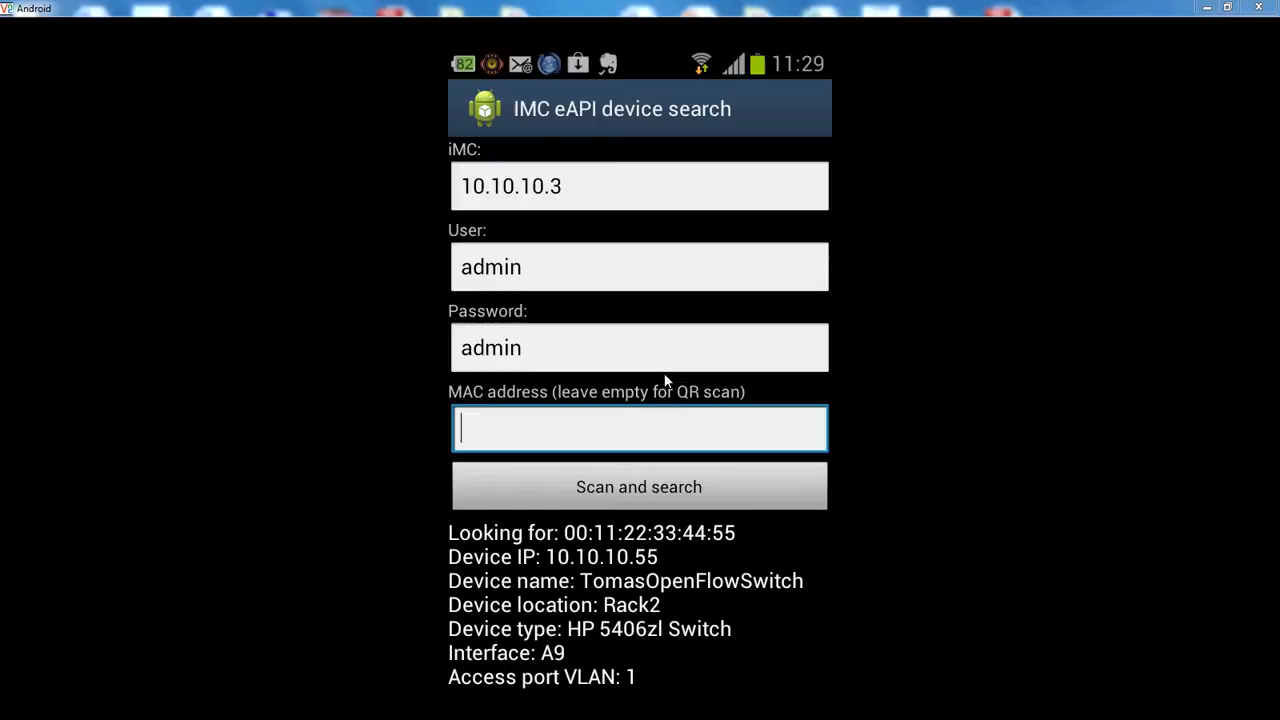 Android
82
11:29
IMC eAPI device search
iMC:
10.10.10.3
User:
admin
Password:
admin
MAC address (leave empty for QR scan)
Scan and search
Looking for: 00:11:22:33:44:55
Device IP: 10.10.10.55
Device name: TomasOpenFlowSwitch
Device location: Rack2
Device type: HP 5406zl Switch
Interface: A9
Access port VLAN: 1